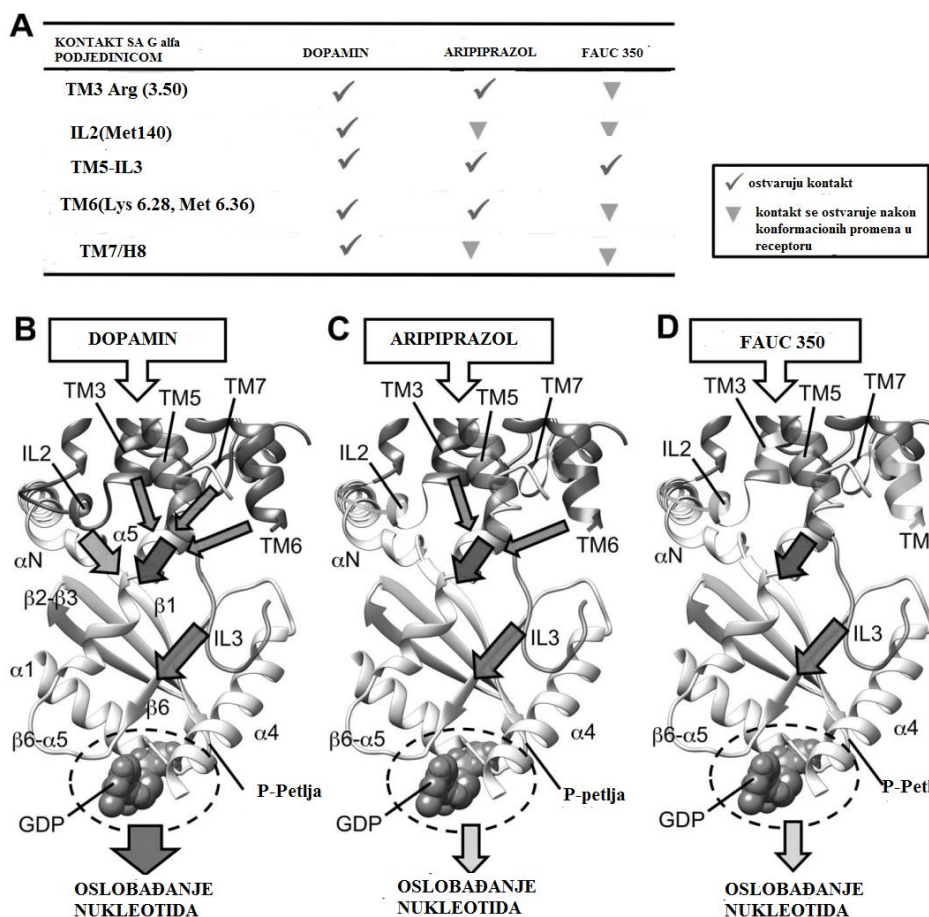 A
KONTAKT SA G alfa
PODJEDINICOM
DOPAMIN
ARIPIPRAZOL
FAUC 350
TM3 Arg (3.50)
IL2(Met140)
TM5-IL3
TM6(Lys 6.28, Met 6.36)
TM7/H8
ostvaruju kontakt
kontakt se ostvaruje nakon
konformacionih promena u
receptoru
B
DOPAMIN
TM3
TM5
TM7
IL2
αN
α5
TM6
β2-β3
β1
IL3
α1
β6
β6-α5
α4
P-Petlja
GDP
OSLOBAĐANJE
NUKLEOTIDA
C
ARIPIPRAZOL
TM3
TM5
TM7
IL2
αN
TM6
IL3
β6-α5
α4
P-petlja
GDP
OSLOBAĐANJE
NUKLEOTIDA
D
FAUC 350
TM3
TM5
TM7
IL2
αN
TM
IL3
β6-α5
α4
P-Petl
GDP
OSLOBAĐANJE
NUKLEOTIDA